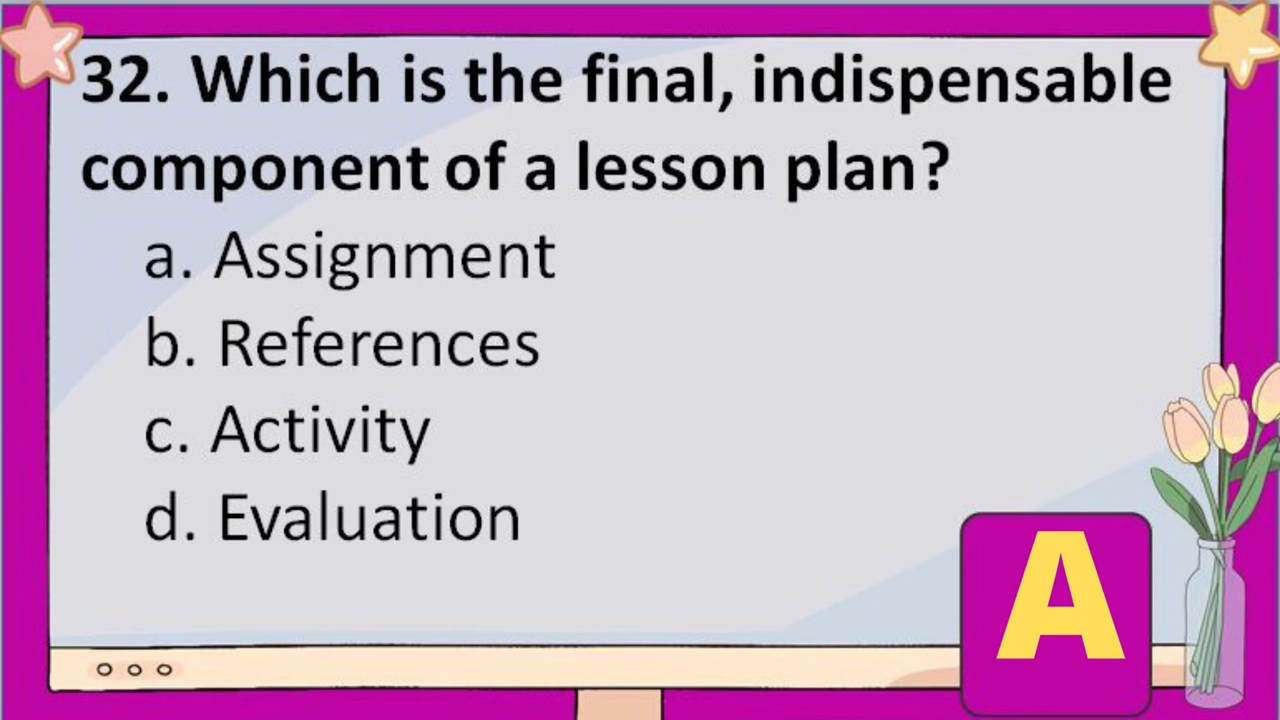 32. Which is the final, indispensable
component of a lesson plan?
a. Assignment
b. References
c. Activity
d. Evaluation
A